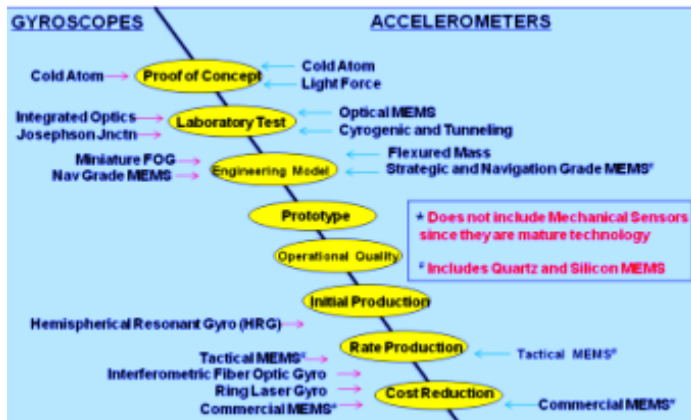 GYROSCOPES
ACCELEROMETERS
Cold Atom
Proof of Concept
Cold Atom
Light Force
Integrated Optics
Josephson Jnctn
Laboratory Test
Optical MEMS
Cyrogenic and Tunneling
Miniature FOG
Nav Grade MEMS
Engineering Model
Flexured Mass
Strategic and Navigation Grade MEMS#
Prototype
* Does not include Mechanical Sensors
since they are mature technology
# Includes Quartz and Silicon MEMS
Operational Quality
Initial Production
Hemispherical Resonant Gyro (HRG)
Rate Production
Tactical MEMS#
Tactical MEMS#
Interferometric Fiber Optic Gyro
Ring Laser Gyro
Commercial MEMS#
Cost Reduction
Commercial MEMS#